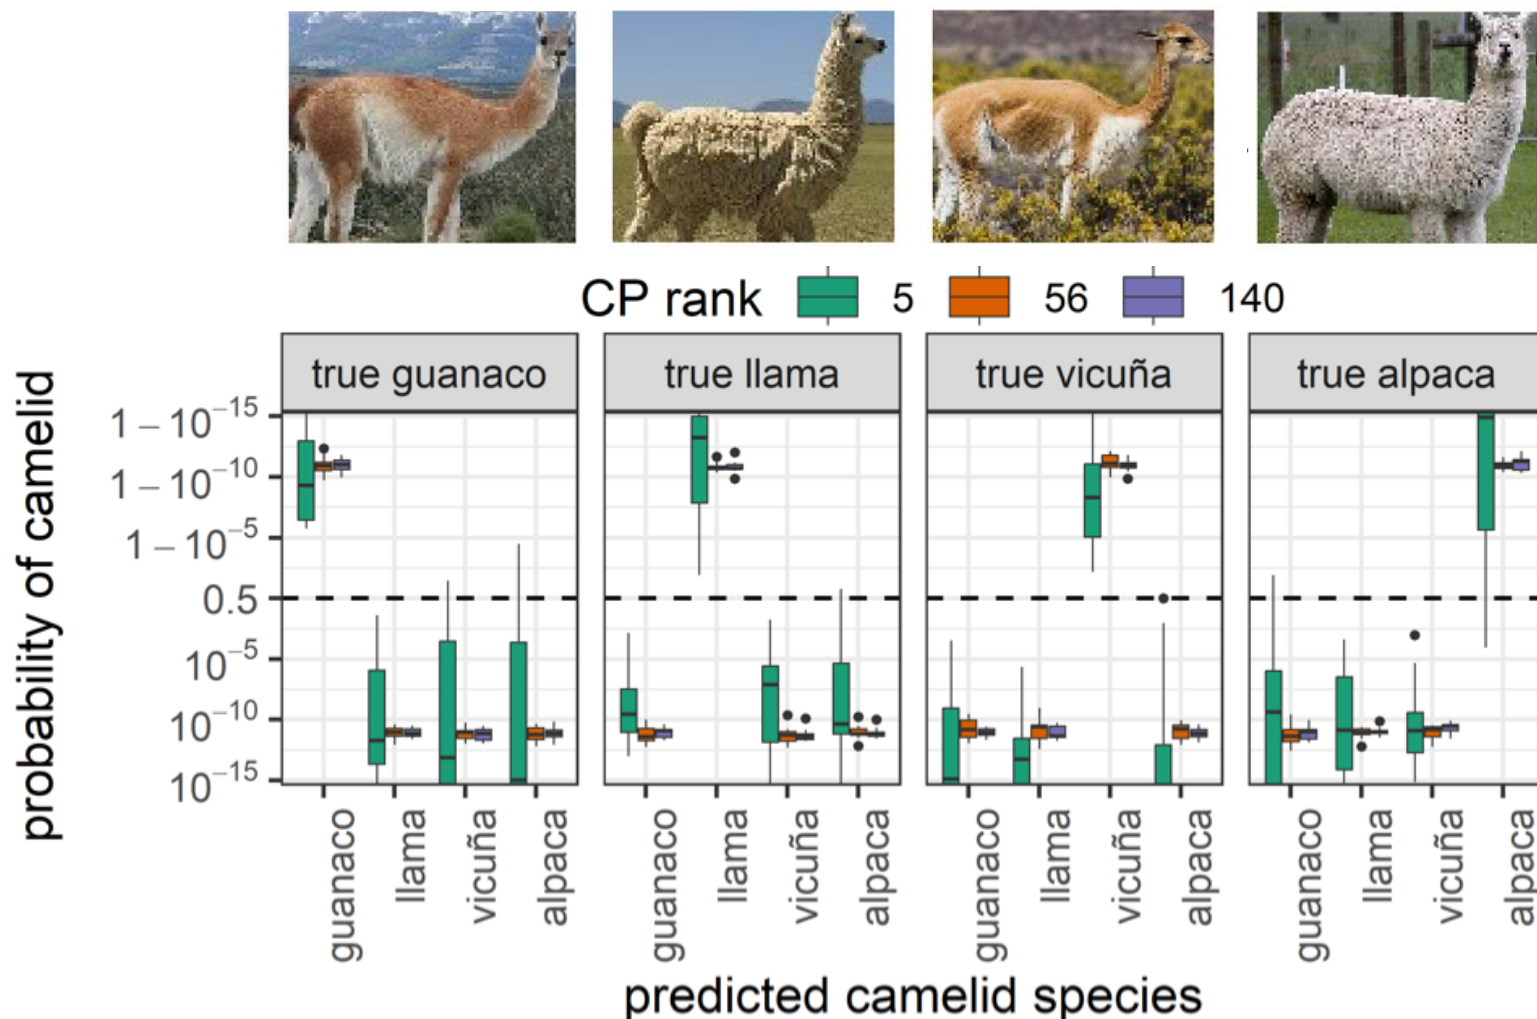 CP rank 5 56 140
true guanaco true llama true vicuña true alpaca
probability of camelid
1 − 10⁻¹⁵
1 − 10⁻¹⁰
1 − 10⁻⁵
0.5
10⁻⁵
10⁻¹⁰
10⁻¹⁵
guanaco llama vicuña alpaca guanaco llama vicuña alpaca guanaco llama vicuña alpaca guanaco llama vicuña alpaca
predicted camelid species